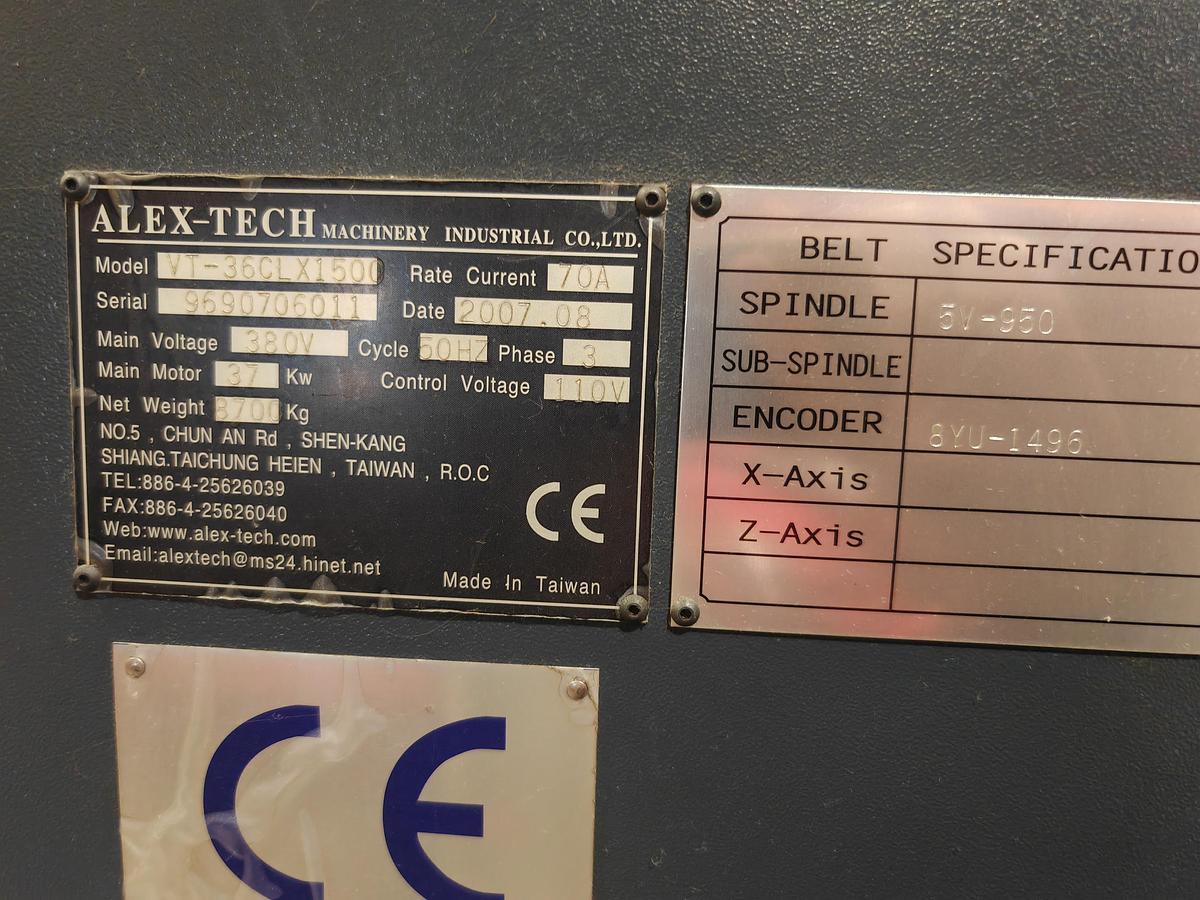 ALEX-TECH MACHINERY INDUSTRIAL CO.,LTD.
Model VT-36CLX1500 Rate Current 70A
Serial 9690706011 Date 2007.08
Main Voltage 380V Cycle 50HZ Phase 3
Main Motor 37 Kw Control Voltage 110V
Net Weight 8700 Kg
NO.5 , CHUN AN Rd , SHEN-KANG
SHIANG.TAICHUNG HEIEN , TAIWAN , R.O.C
TEL:886-4-25626039
FAX:886-4-25626040
Web:www.alex-tech.com
Email:alextech@ms24.hinet.net
CE
Made In Taiwan
BELT SPECIFICATIO
SPINDLE 5V-950
SUB-SPINDLE
ENCODER 8YU-1496
X-Axis
Z-Axis
CE